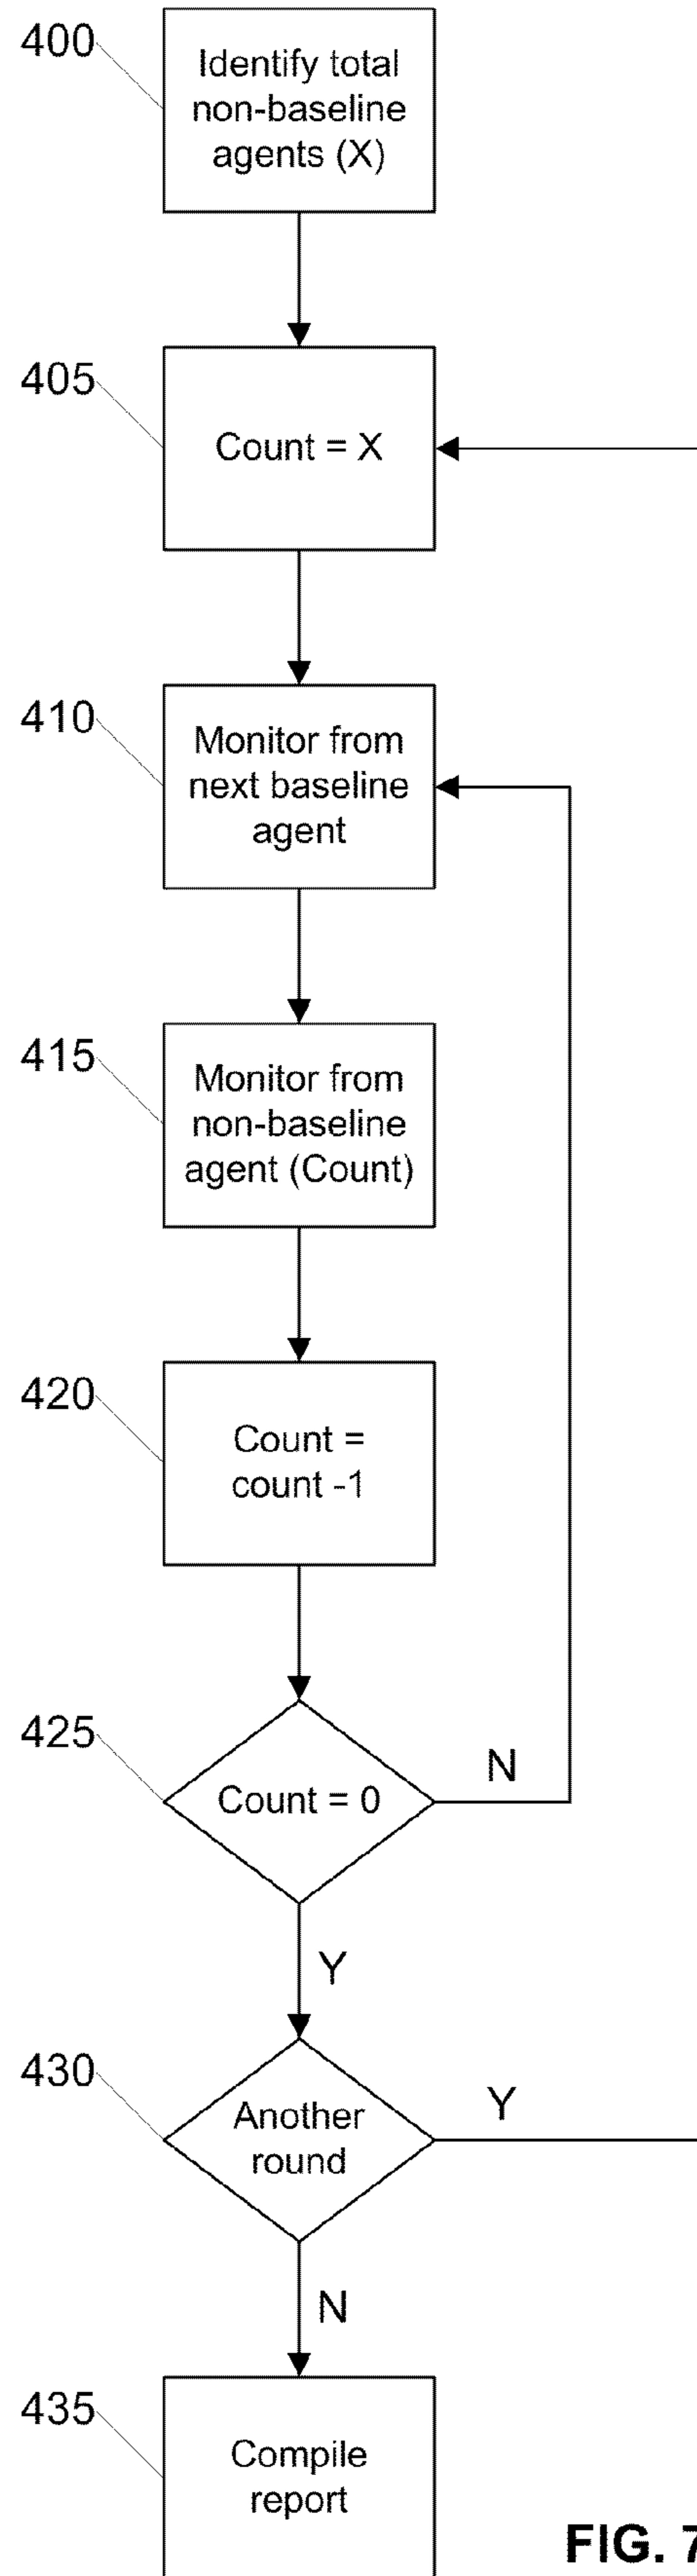 400
Identify total
non-baseline
agents (X)
405
Count = X
410
Monitor from
next baseline
agent
415
Monitor from
non-baseline
agent (Count)
420
Count =
count -1
425
Count = 0
N
Y
430
Another
round
Y
N
435
Compile
report
FIG. 7